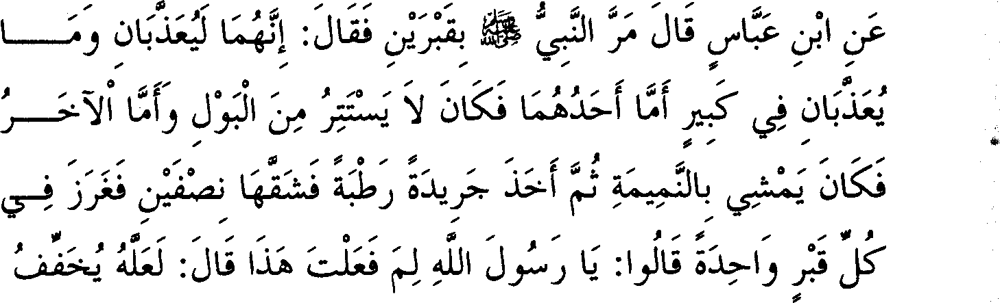 عَنِ ابْنِ عَبَّاسٍ قَالَ مَرَّ النَّبِيُّ ﷺ بِقَبْرَيْنِ فَقَالَ: إِنَّهُمَا لَيُعَذَّبَانِ وَمَـــا
يُعَذَّبَانِ فِي كَبِيرٍ أَمَّا أَحَدُهُمَا فَكَانَ لاَ يَسْتَتِرُ مِنَ الْبَوْلِ وَأَمَّا الْآخَـــرُ
فَكَانَ يَمْشِي بِالنَّمِيمَةِ ثُمَّ أَخَذَ جَرِيدَةً رَطْبَةً فَشَقَّهَا نِصْفَيْنِ فَغَرَزَ فِـي
كُلِّ قَبْرٍ وَاحِدَةً قَالُوا: يَا رَسُولَ اللَّهِ لِمَ فَعَلْتَ هَذَا قَالَ: لَعَلَّهُ يُخَفِّفُ